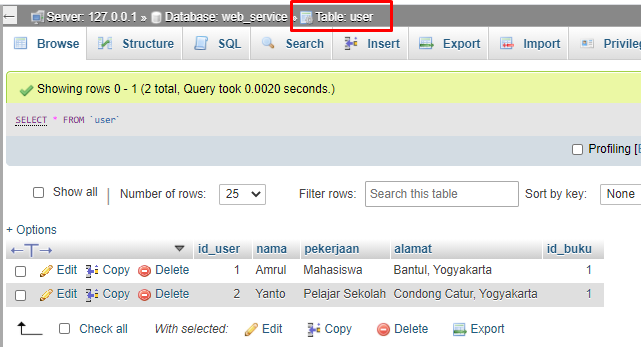 Server: 127.0.0.1 » Database: web_service » Table: user
Browse Structure SQL Search Insert Export Import
Showing rows 0 - 1 (2 total, Query took 0.0020 seconds.)
SELECT * FROM `user`
Profiling [
Show all | Number of rows: 25 Filter rows: Search this table Sort by key: None
+ Options
←T→ id_user nama pekerjaan alamat id_buku
Edit Copy Delete 1 Amrul Mahasiswa Bantul, Yogyakarta 1
Edit Copy Delete 2 Yanto Pelajar Sekolah Condong Catur, Yogyakarta 1
Check all With selected: Edit Copy Delete Export